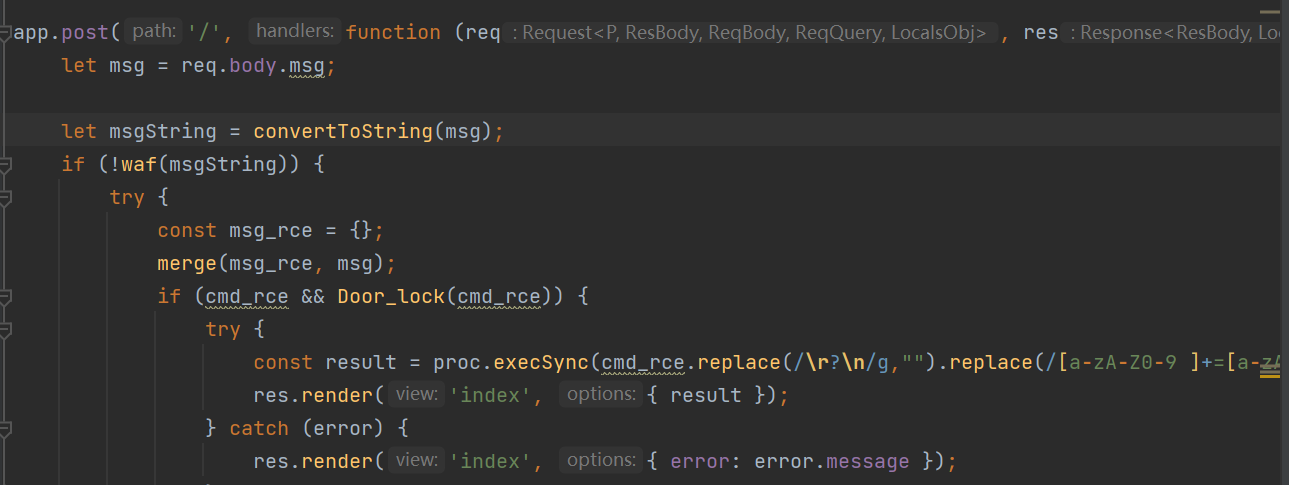 app.post( path: '/', handlers: function (req : Request<P, ResBody, ReqBody, ReqQuery, LocalsObj> , res : Response<ResBody, Lo
let msg = req.body.msg;
let msgString = convertToString(msg);
if (!waf(msgString)) {
try {
const msg_rce = {};
merge(msg_rce, msg);
if (cmd_rce && Door_lock(cmd_rce)) {
try {
const result = proc.execSync(cmd_rce.replace(/\r?\n/g,"").replace(/[a-zA-Z0-9 ]+=[a-zA
res.render( view: 'index', options: { result });
} catch (error) {
res.render( view: 'index', options: { error: error.message });